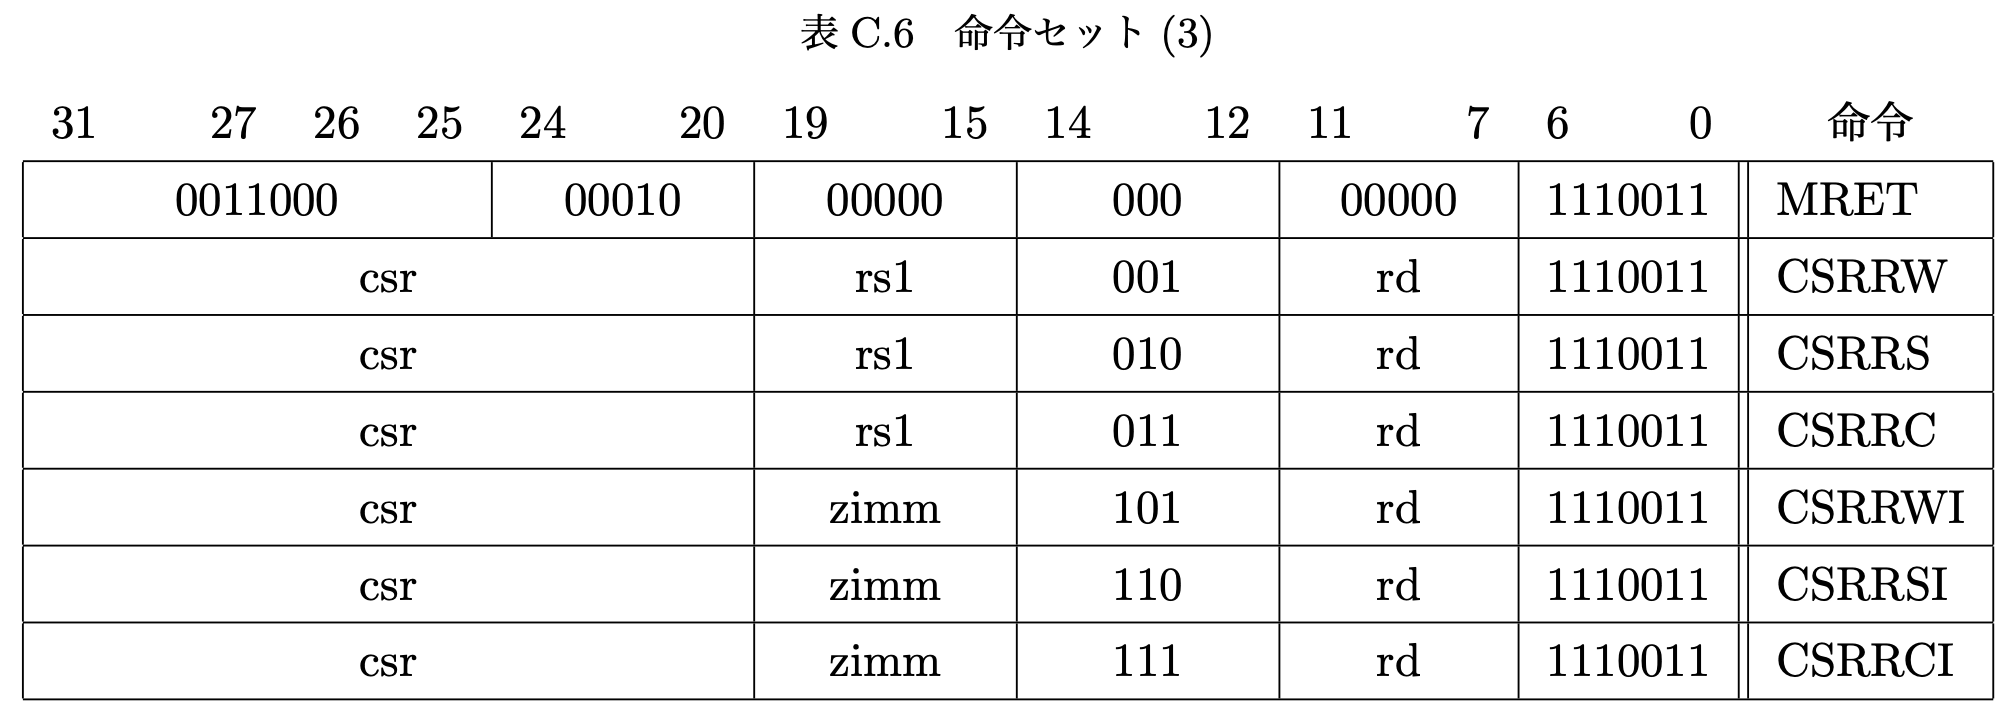 表 C.6　命令セット (3)
31 27 26 25 24 20 19 15 14 12 11 7 6 0 命令
0011000 00010 00000 000 00000 1110011 MRET
csr rs1 001 rd 1110011 CSRRW
csr rs1 010 rd 1110011 CSRRS
csr rs1 011 rd 1110011 CSRRC
csr zimm 101 rd 1110011 CSRRWI
csr zimm 110 rd 1110011 CSRRSI
csr zimm 111 rd 1110011 CSRRCI